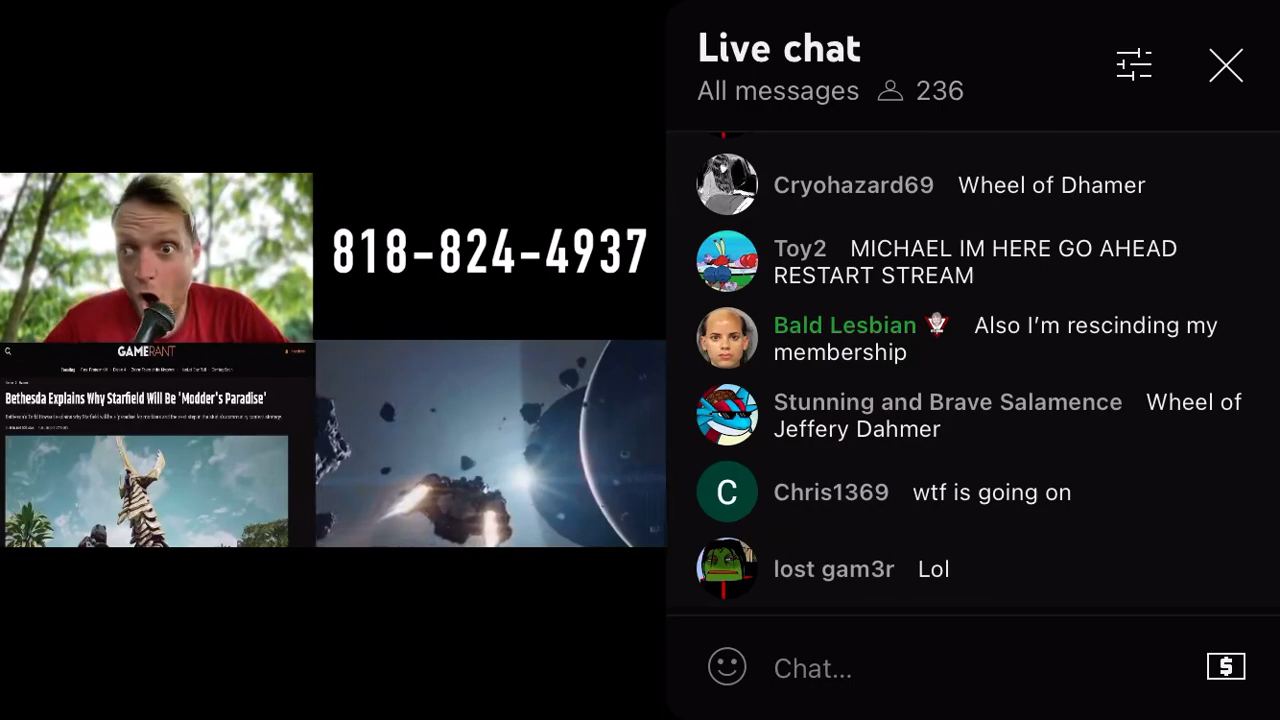 818-824-4937
GAMERANT
Bethesda Explains Why Starfield Will Be 'Modder's Paradise'
Live chat
All messages 236
Cryohazard69 Wheel of Dhamer
Toy2 MICHAEL IM HERE GO AHEAD
RESTART STREAM
Bald Lesbian Also I'm rescinding my
membership
Stunning and Brave Salamence Wheel of
Jeffery Dahmer
C
Chris1369 wtf is going on
lost gam3r Lol
Chat...
$